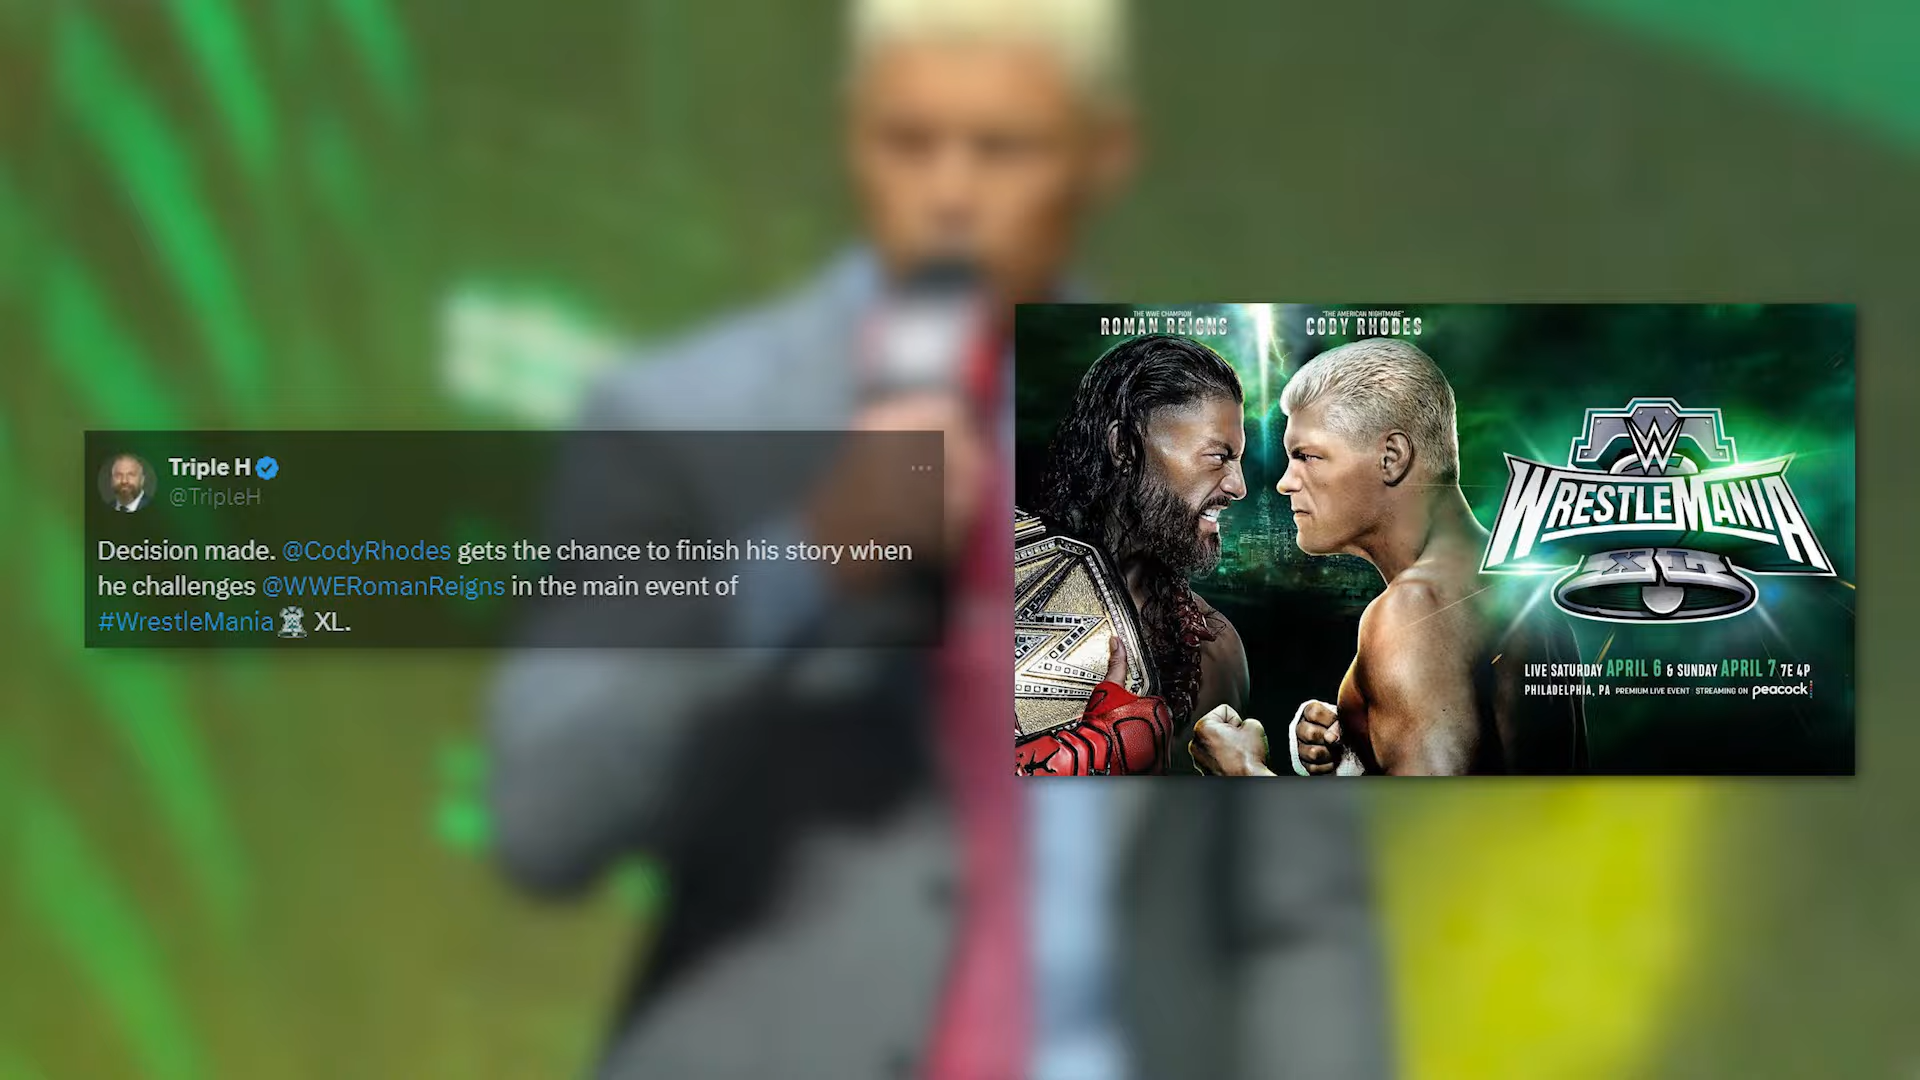 Triple H
@TripleH
Decision made. @CodyRhodes gets the chance to finish his story when
he challenges @WWERomanReigns in the main event of
#WrestleMania XL.
THE WWE CHAMPION
ROMAN REIGNS
"THE AMERICAN NIGHTMARE"
CODY RHODES
W
WRESTLEMANIA
XL
LIVE SATURDAY APRIL 6 & SUNDAY APRIL 7 7E 4P
PHILADELPHIA, PA PREMIUM LIVE EVENT | STREAMING ON peacock